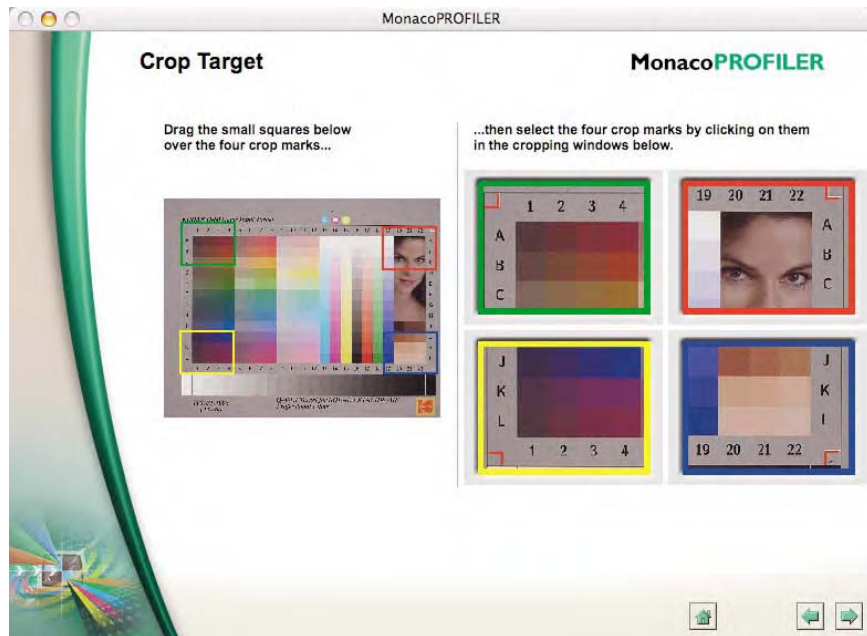 MonacoPROFILER
Crop Target
MonacoPROFILER
Drag the small squares below
over the four crop marks...
...then select the four crop marks by clicking on them
in the cropping windows below.
1 2 3 4
A
B
C
19 20 21 22
A
B
C
J
K
L
1 2 3 4
J
K
L
19 20 21 22